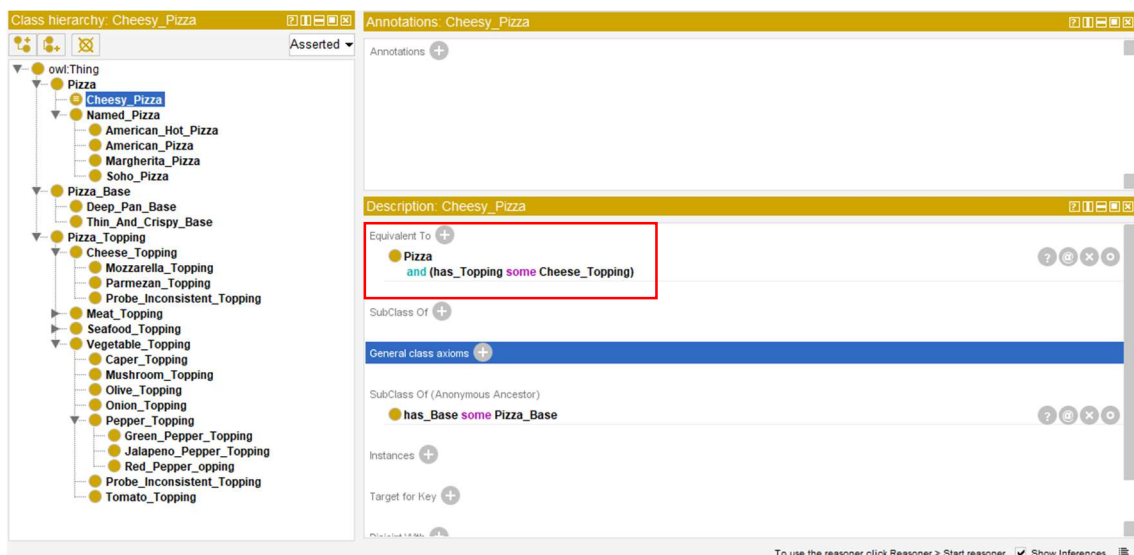 Class hierarchy: Cheesy_Pizza
Asserted
owl:Thing
Pizza
Cheesy_Pizza
Named_Pizza
American_Hot_Pizza
American_Pizza
Margherita_Pizza
Soho_Pizza
Pizza_Base
Deep_Pan_Base
Thin_And_Crispy_Base
Pizza_Topping
Cheese_Topping
Mozzarella_Topping
Parmezan_Topping
Probe_Inconsistent_Topping
Meat_Topping
Seafood_Topping
Vegetable_Topping
Caper_Topping
Mushroom_Topping
Olive_Topping
Onion_Topping
Pepper_Topping
Green_Pepper_Topping
Jalapeno_Pepper_Topping
Red_Pepper_opping
Probe_Inconsistent_Topping
Tomato_Topping
Annotations: Cheesy_Pizza
Annotations
Description: Cheesy_Pizza
Equivalent To
Pizza
and (has_Topping some Cheese_Topping)
SubClass Of
General class axioms
SubClass Of (Anonymous Ancestor)
has_Base some Pizza_Base
Instances
Target for Key
Disjoint With
To use the reasoner click Reasoner > Start reasoner Show Inferences